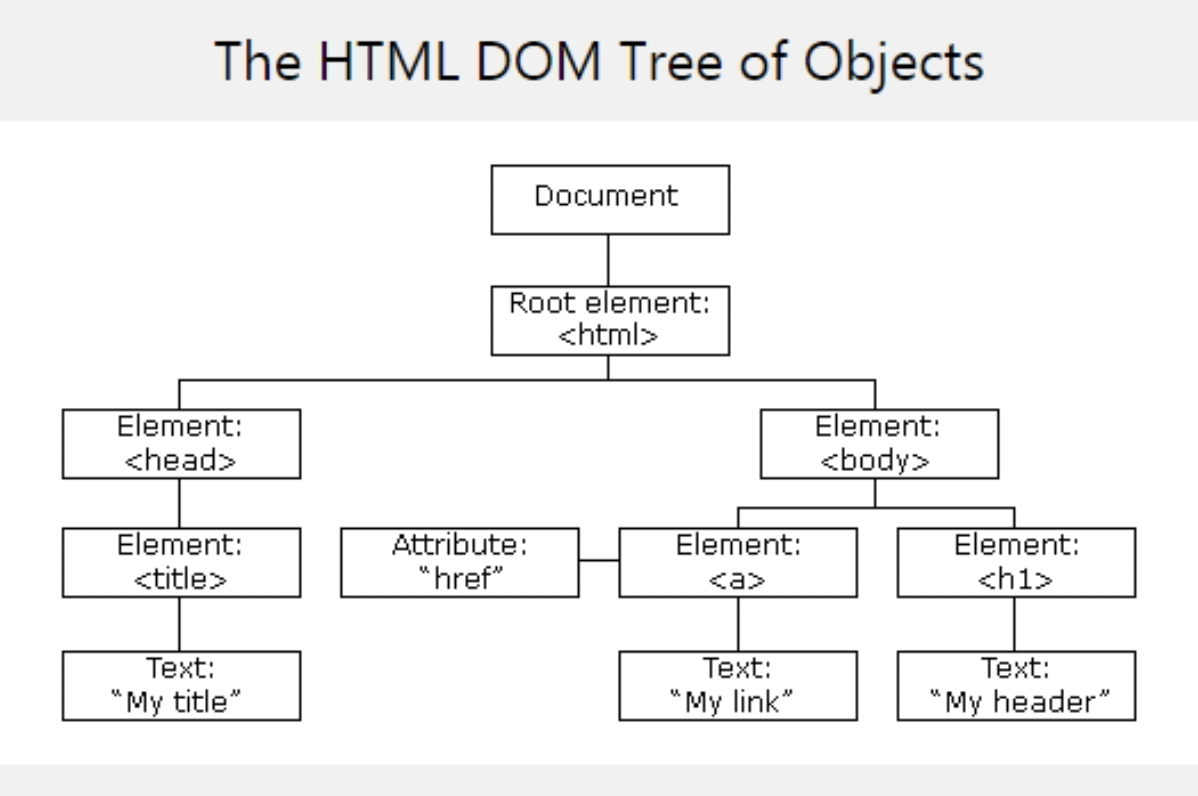 The HTML DOM Tree of Objects
Document
Root element:
<html>
Element:
<head>
Element:
<body>
Element:
<title>
Attribute:
“href”
Element:
<a>
Element:
<h1>
Text:
“My title”
Text:
“My link”
Text:
“My header”